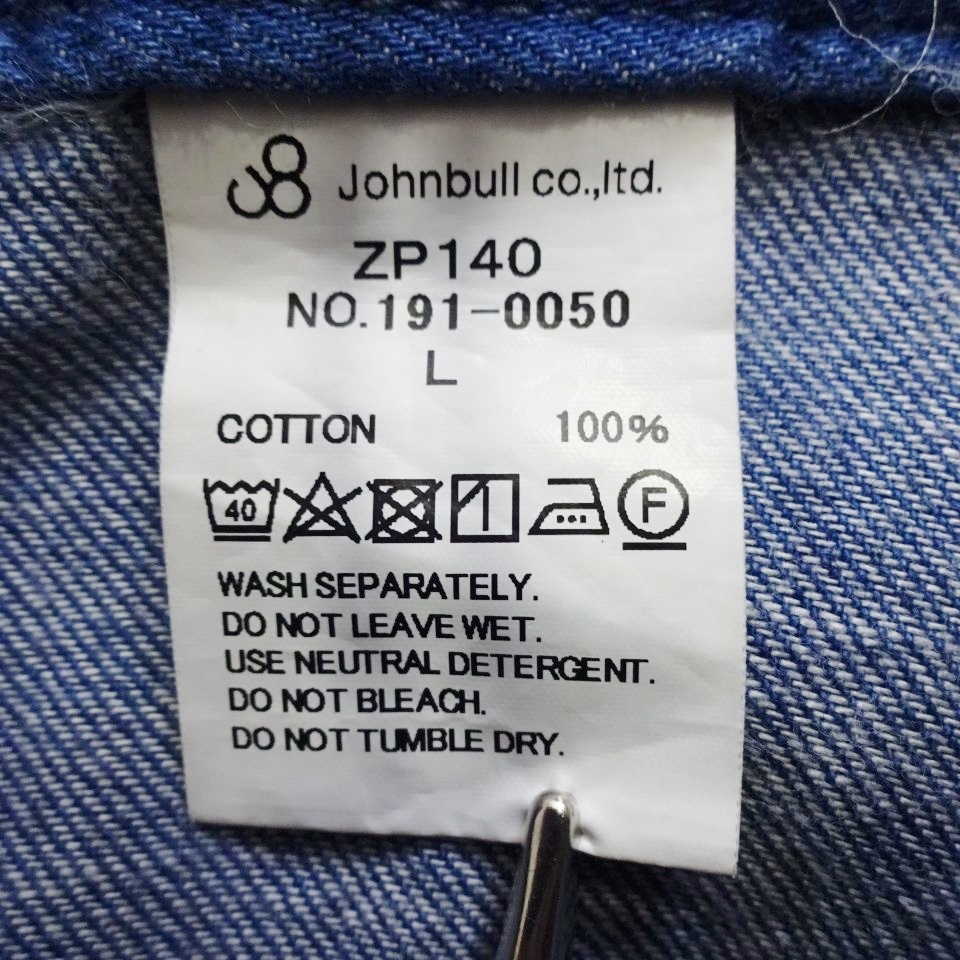 Johnbull co.,ltd.
ZP140
NO.191-0050
L
COTTON 100%
40 F
WASH SEPARATELY.
DO NOT LEAVE WET.
USE NEUTRAL DETERGENT.
DO NOT BLEACH.
DO NOT TUMBLE DRY.